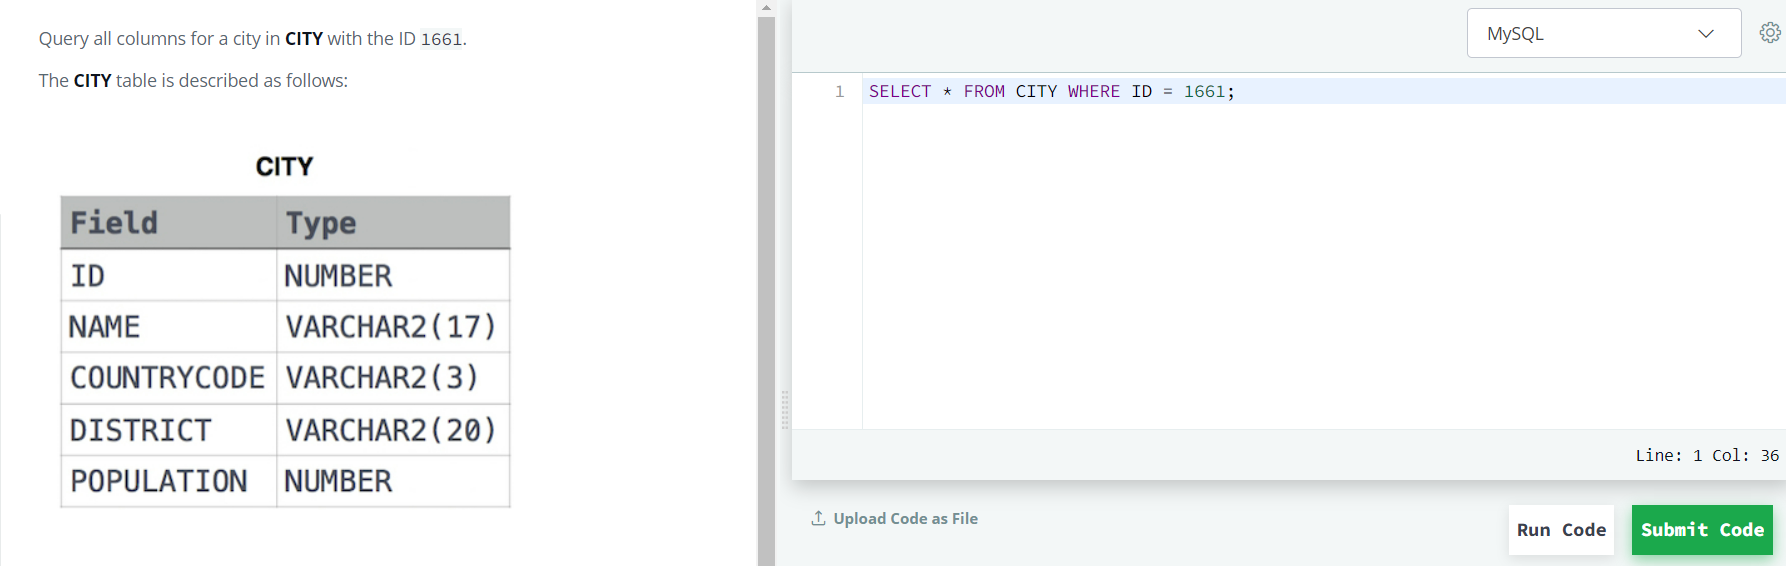 Query all columns for a city in CITY with the ID 1661.
The CITY table is described as follows:
CITY
Field Type
ID NUMBER
NAME VARCHAR2(17)
COUNTRYCODE VARCHAR2(3)
DISTRICT VARCHAR2(20)
POPULATION NUMBER
MySQL
1 SELECT * FROM CITY WHERE ID = 1661;
Line: 1 Col: 36
Upload Code as File
Run Code
Submit Code